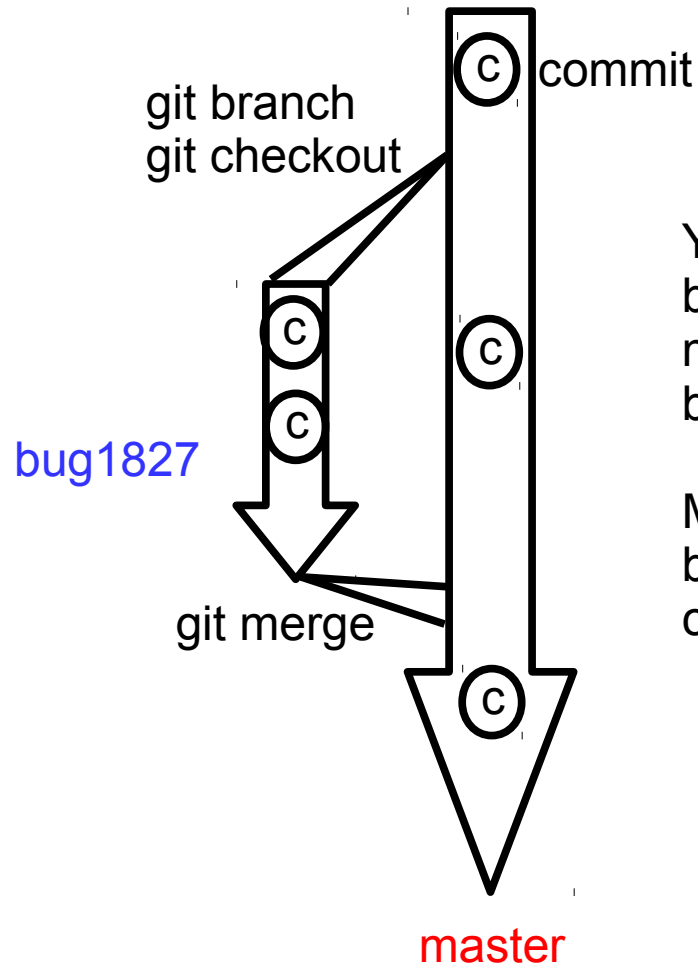 c commit
git branch
git checkout
c
c
c
bug1827
git merge
c
master